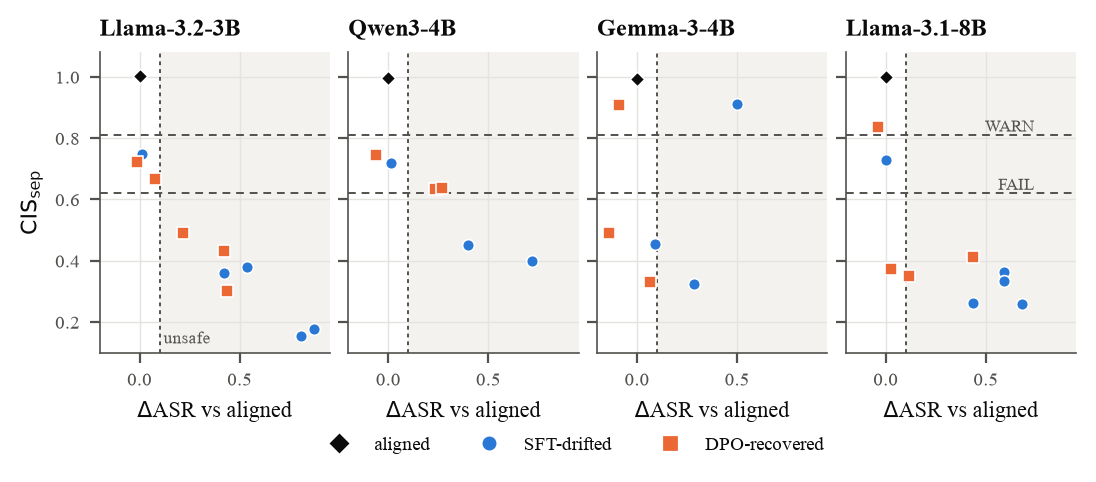 Llama-3.2-3B Qwen3-4B Gemma-3-4B Llama-3.1-8B
1.0
0.8
0.6
0.4
0.2
CISsep
WARN
FAIL
unsafe
0.0 0.5 0.0 0.5 0.0 0.5 0.0 0.5
ΔASR vs aligned ΔASR vs aligned ΔASR vs aligned ΔASR vs aligned
aligned SFT-drifted DPO-recovered